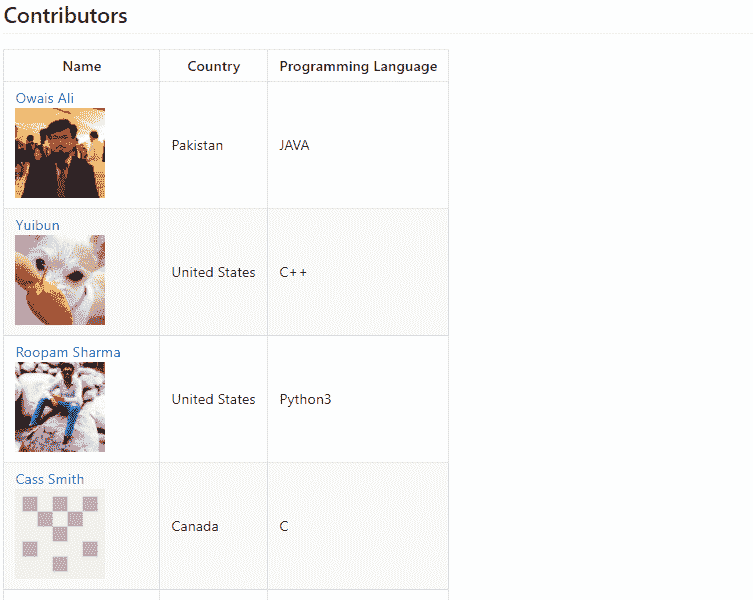 Contributors
Name Country Programming Language
Owais Ali
Pakistan JAVA
Yuibun
United States C++
Roopam Sharma
United States Python3
Cass Smith
Canada C